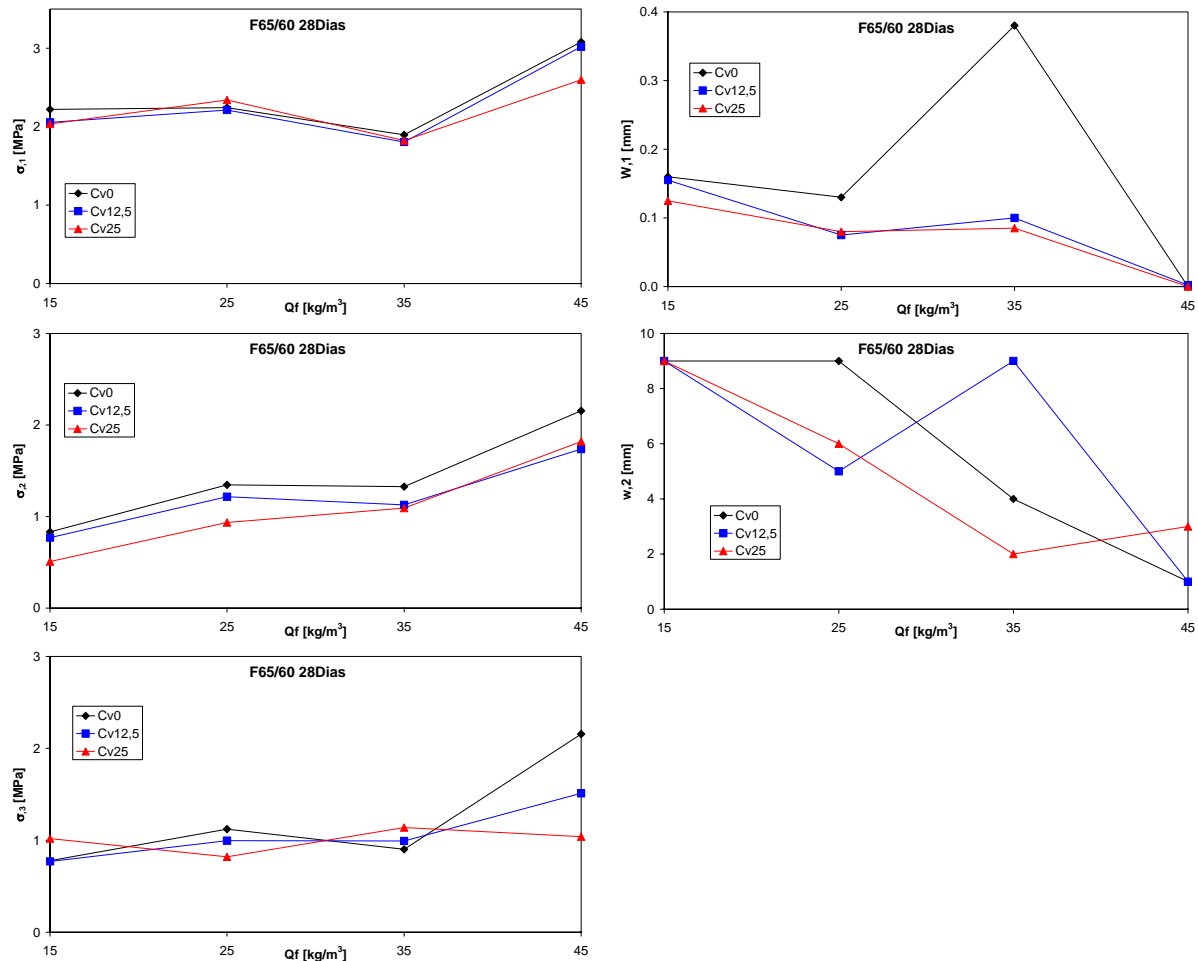 F65/60 28Dias
σ,1 [MPa]
3
2
1
0
Cv0
Cv12,5
Cv25
15
25
35
45
Qf [kg/m³]
F65/60 28Dias
W,1 [mm]
0.4
0.3
0.2
0.1
0.0
Cv0
Cv12,5
Cv25
15
25
35
45
Qf [kg/m³]
F65/60 28Dias
σ,2 [MPa]
3
2
1
0
Cv0
Cv12,5
Cv25
15
25
35
45
Qf [kg/m³]
F65/60 28Dias
w,2 [mm]
10
8
6
4
2
0
Cv0
Cv12,5
Cv25
15
25
35
45
Qf [kg/m³]
F65/60 28Dias
σ,3 [MPa]
3
2
1
0
Cv0
Cv12,5
Cv25
15
25
35
45
Qf [kg/m³]